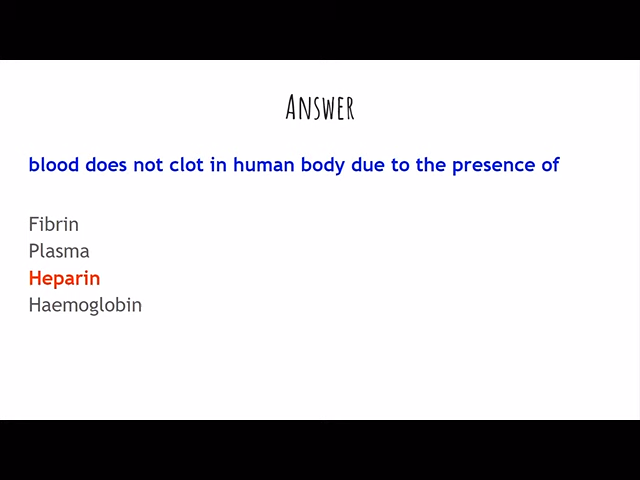 ANSWER
blood does not clot in human body due to the presence of
Fibrin
Plasma
Heparin
Haemoglobin